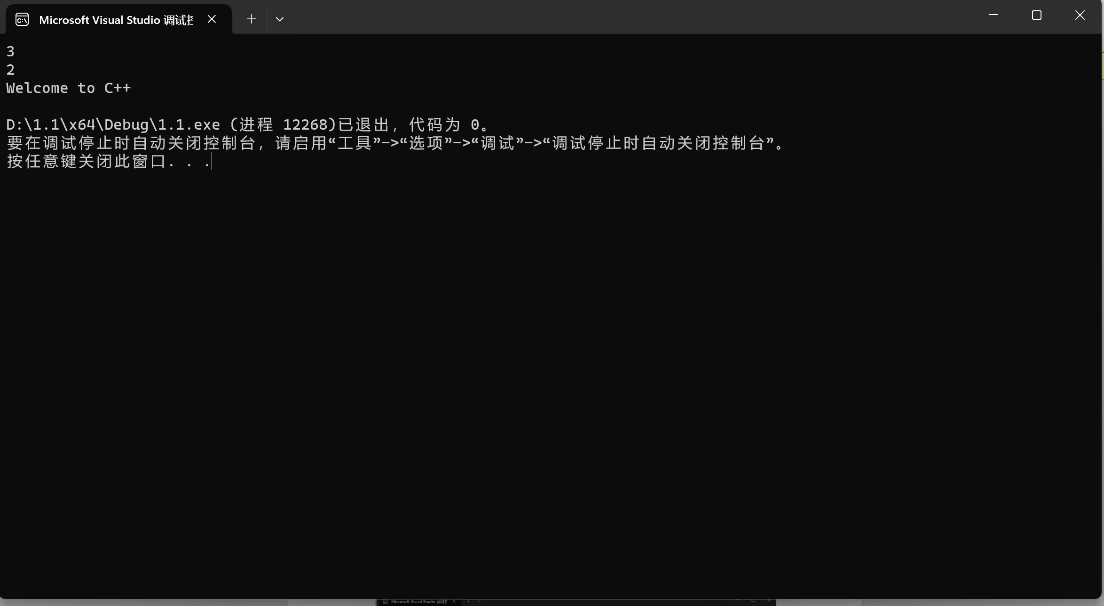 Microsoft Visual Studio 调试控
3
2
Welcome to C++
D:\1.1\x64\Debug\1.1.exe (进程 12268)已退出，代码为 0。
要在调试停止时自动关闭控制台，请启用“工具”->“选项”->“调试”->“调试停止时自动关闭控制台”。
按任意键关闭此窗口. . .